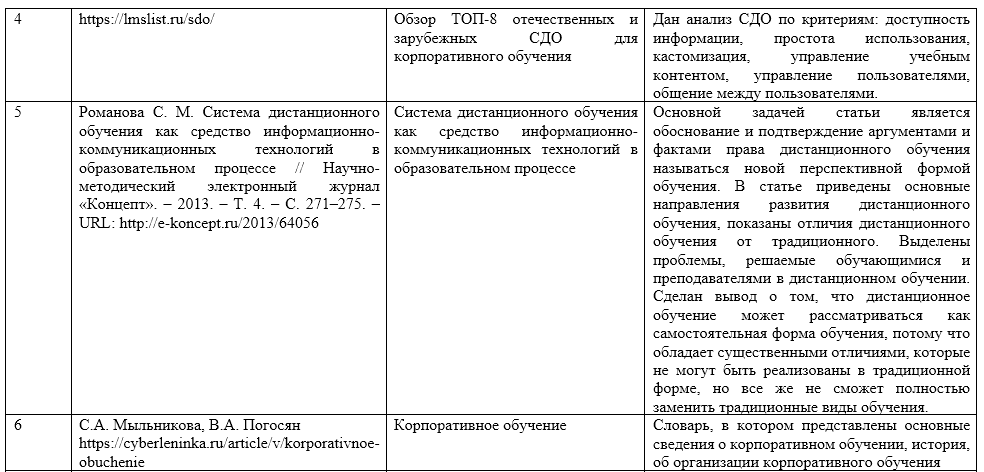 4
https://lmslist.ru/sdo/
Обзор ТОП-8 отечественных и
зарубежных СДО для
корпоративного обучения
Дан анализ СДО по критериям: доступность
информации, простота использования,
кастомизация, управление учебным
контентом, управление пользователями,
общение между пользователями.
5
Романова С. М. Система дистанционного
обучения как средство информационно-
коммуникационных технологий в
образовательном процессе // Научно-
методический электронный журнал
«Концепт». – 2013. – Т. 4. – С. 271–275. –
URL: http://e-koncept.ru/2013/64056
Система дистанционного обучения
как средство информационно-
коммуникационных технологий в
образовательном процессе
Основной задачей статьи является
обоснование и подтверждение аргументами и
фактами права дистанционного обучения
называться новой перспективной формой
обучения. В статье приведены основные
направления развития дистанционного
обучения, показаны отличия дистанционного
обучения от традиционного. Выделены
проблемы, решаемые обучающимися и
преподавателями в дистанционном обучении.
Сделан вывод о том, что дистанционное
обучение может рассматриваться как
самостоятельная форма обучения, потому что
обладает существенными отличиями, которые
не могут быть реализованы в традиционной
форме, но все же не сможет полностью
заменить традиционные виды обучения.
6
С.А. Мыльникова, В.А. Погосян
https://cyberleninka.ru/article/v/korporativnoe-
obuchenie
Корпоративное обучение
Словарь, в котором представлены основные
сведения о корпоративном обучении, история,
об организации корпоративного обучения